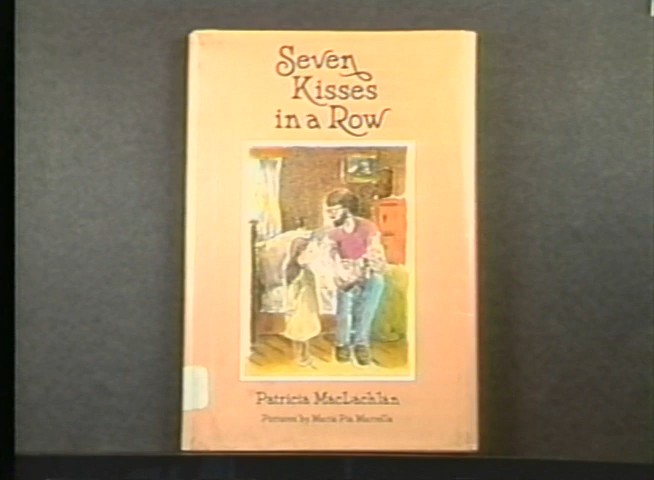 Seven
Kisses
in a Row
Patricia MacLachlan
Pictures by Maria Pia Marrella